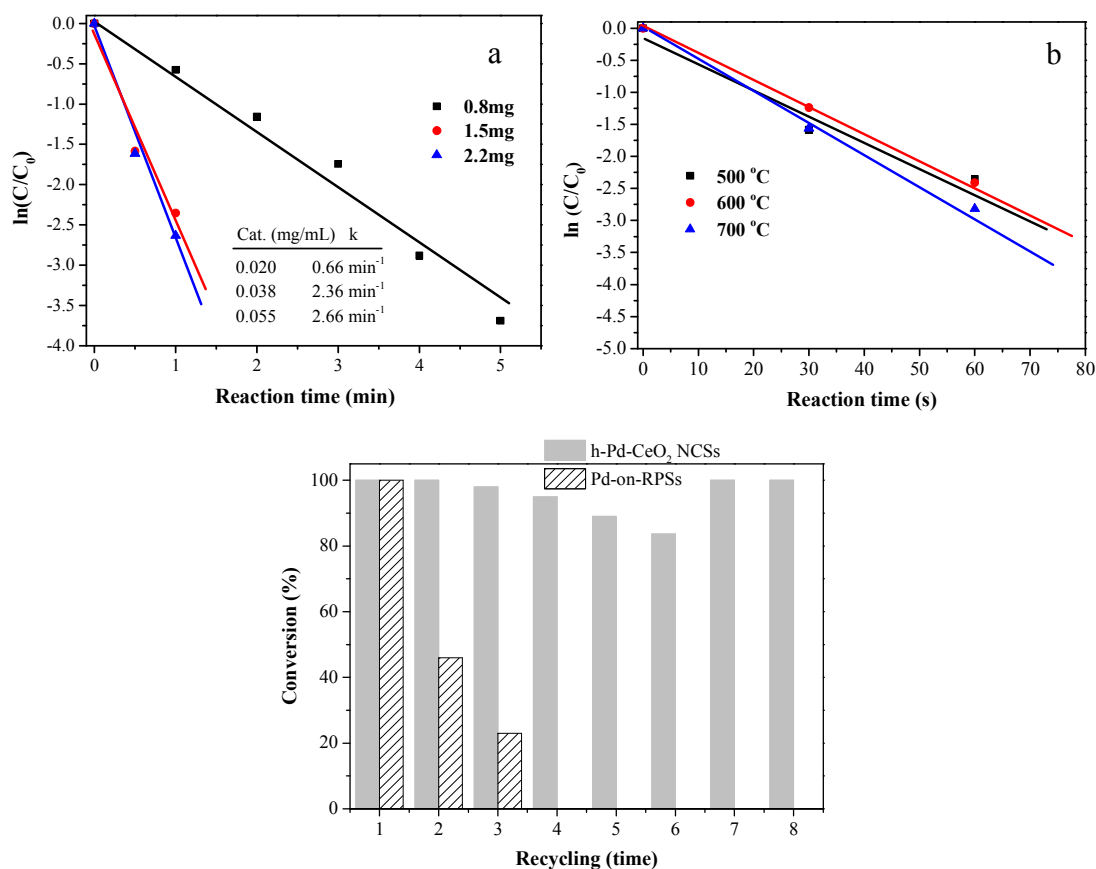 a
0.0
-0.5
-1.0
-1.5
-2.0
-2.5
-3.0
-3.5
-4.0
ln(C/C₀)
0.8mg
1.5mg
2.2mg
Cat. (mg/mL) k
0.020 0.66 min⁻¹
0.038 2.36 min⁻¹
0.055 2.66 min⁻¹
0 1 2 3 4 5
Reaction time (min)
b
0.0
-0.5
-1.0
-1.5
-2.0
-2.5
-3.0
-3.5
-4.0
-4.5
-5.0
ln (C/C₀)
500 °C
600 °C
700 °C
0 10 20 30 40 50 60 70 80
Reaction time (s)
h-Pd-CeO₂ NCSs
Pd-on-RPSs
100
80
60
40
20
0
Conversion (%)
1 2 3 4 5 6 7 8
Recycling (time)